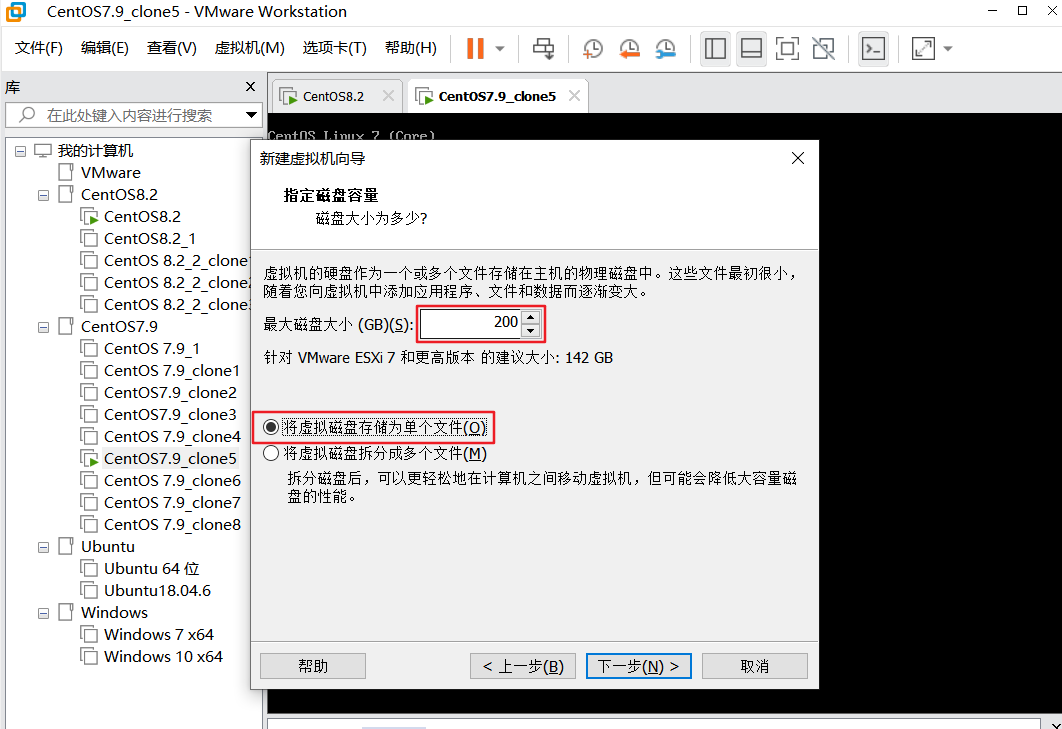 CentOS7.9_clone5 - VMware Workstation
文件(F) 编辑(E) 查看(V) 虚拟机(M) 选项卡(T) 帮助(H)
库
在此处键入内容进行搜索
CentOS8.2
CentOS7.9_clone5
CentOS Linux 7 (Core)
我的计算机
VMware
CentOS8.2
CentOS8.2
CentOS8.2_1
CentOS 8.2_2_clone
CentOS 8.2_2_clone
CentOS 8.2_2_clone
CentOS7.9
CentOS 7.9_1
CentOS7.9_clone1
CentOS7.9_clone2
CentOS7.9_clone3
CentOS 7.9_clone4
CentOS7.9_clone5
CentOS 7.9_clone6
CentOS 7.9_clone7
CentOS 7.9_clone8
Ubuntu
Ubuntu 64 位
Ubuntu18.04.6
Windows
Windows 7 x64
Windows 10 x64
新建虚拟机向导
指定磁盘容量
磁盘大小为多少?
虚拟机的硬盘作为一个或多个文件存储在主机的物理磁盘中。这些文件最初很小，
随着您向虚拟机中添加应用程序、文件和数据而逐渐变大。
最大磁盘大小 (GB)(S): 200
针对 VMware ESXi 7 和更高版本 的建议大小: 142 GB
将虚拟磁盘存储为单个文件(O)
将虚拟磁盘拆分成多个文件(M)
拆分磁盘后，可以更轻松地在计算机之间移动虚拟机，但可能会降低大容量磁
盘的性能。
帮助
< 上一步(B)
下一步(N) >
取消